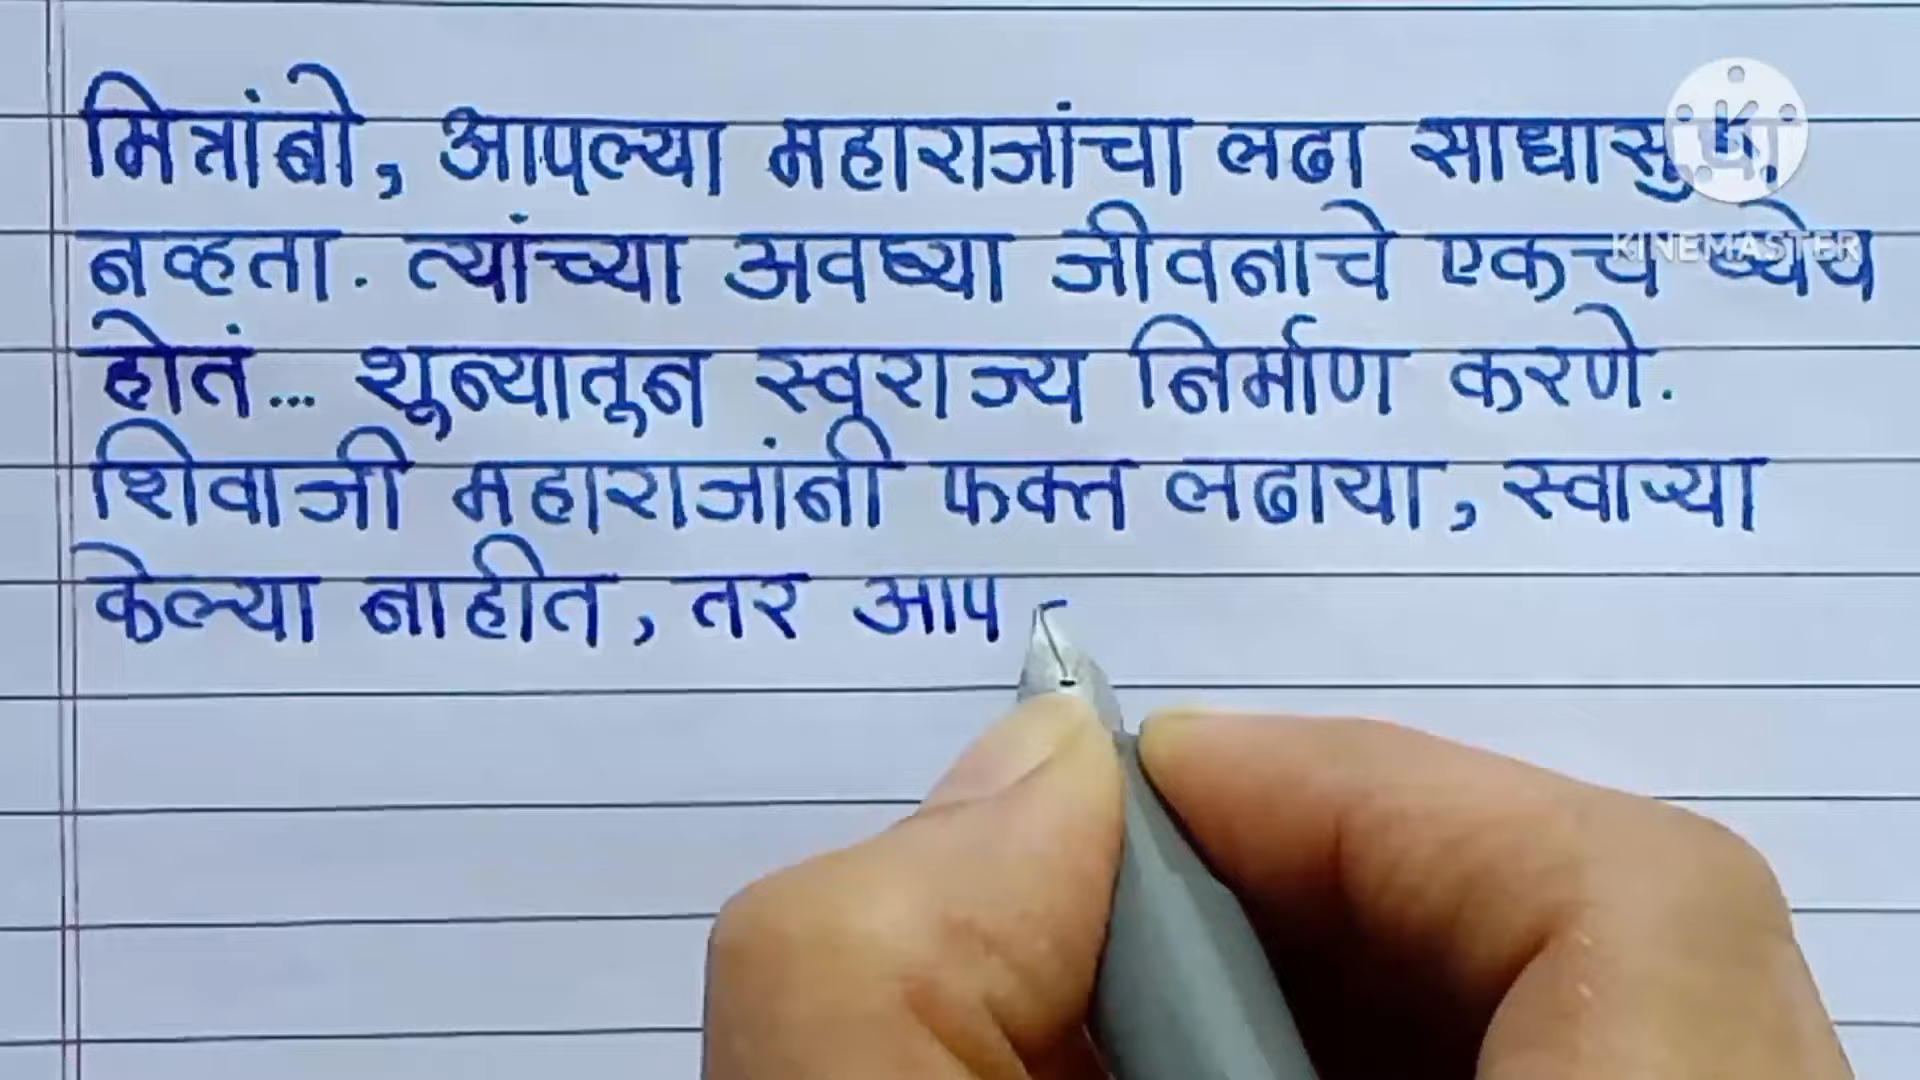 मित्रांनो, आपल्या महाराजांचा लढा
नव्हता. त्यांच्या अवघ्या जीवनाचे एकच ध्येय
होतं... शून्यातून स्वराज्य निर्माण करणे.
शिवाजी महाराजांनी फक्त लढाया, स्वाऱ्या
केल्या नाहीत, तर आप
KINEMASTER